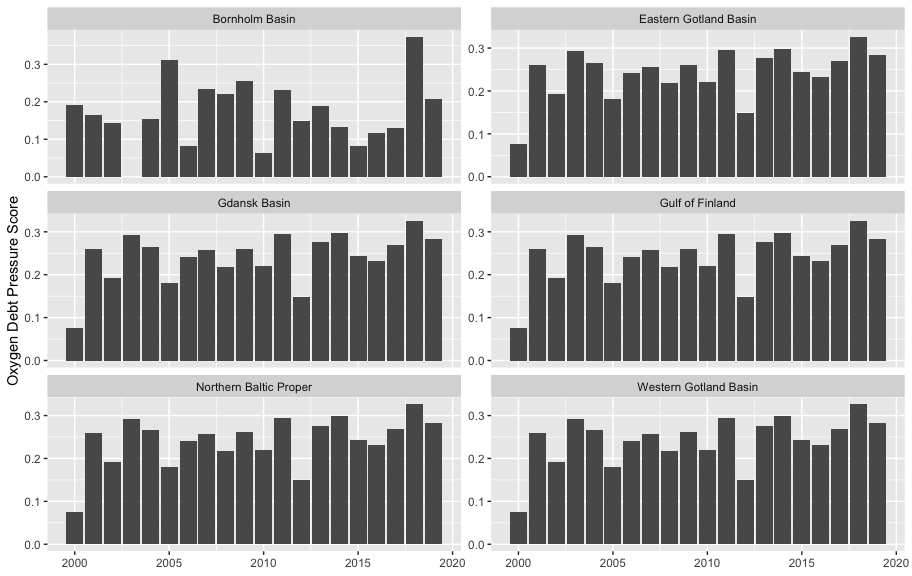 Oxygen Debt Pressure Score
Bornholm Basin
0.3
0.2
0.1
0.0
Eastern Gotland Basin
0.3
0.2
0.1
0.0
Gdansk Basin
0.3
0.2
0.1
0.0
Gulf of Finland
0.3
0.2
0.1
0.0
Northern Baltic Proper
0.3
0.2
0.1
0.0
2000 2005 2010 2015 2020
Western Gotland Basin
0.3
0.2
0.1
0.0
2000 2005 2010 2015 2020